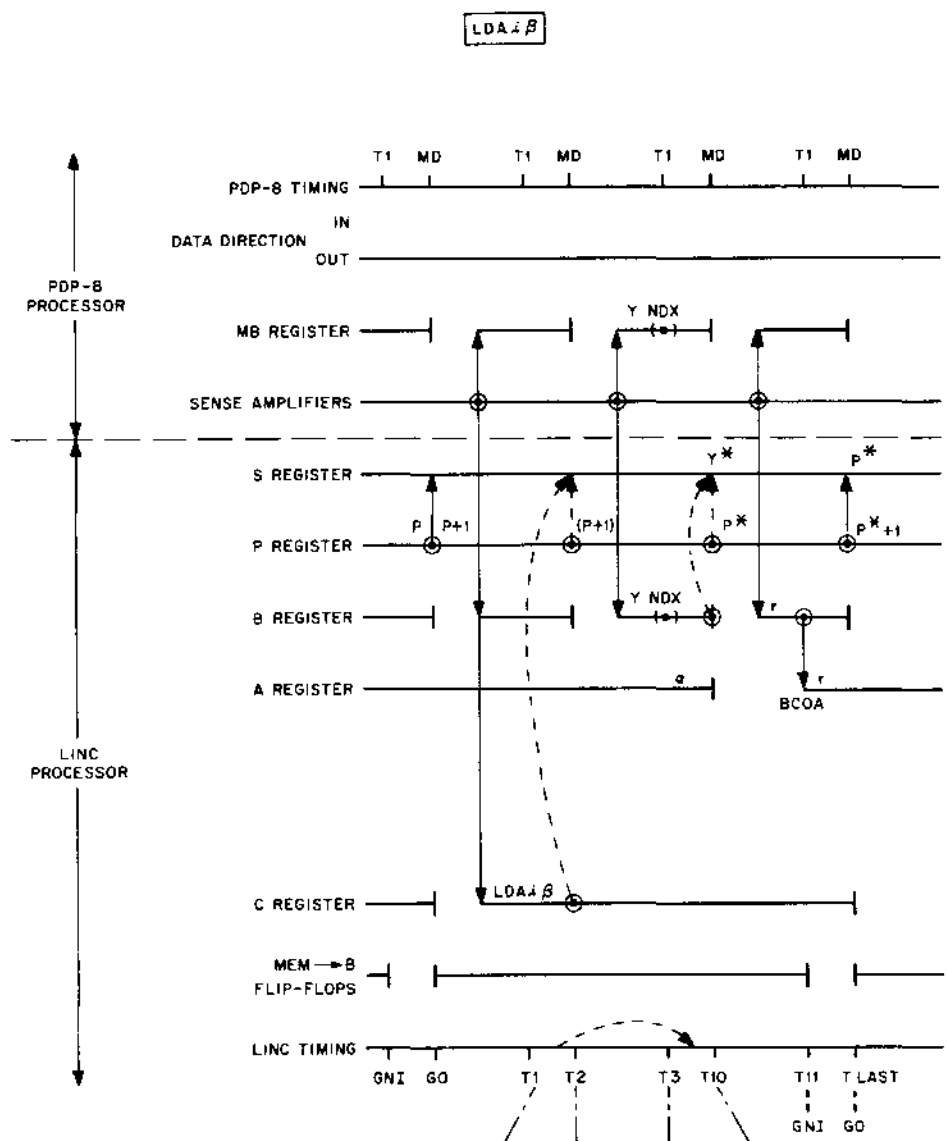 LDA i β
T1 MD T1 MD T1 MD T1 MD
PDP-8 TIMING
IN
DATA DIRECTION
OUT
PDP-8
PROCESSOR
Y NDX
MB REGISTER ( )
SENSE AMPLIFIERS
Y* P*
S REGISTER
P P+1 (P+1) P* P*+1
P REGISTER
Y NDX r
B REGISTER ( )
α r
A REGISTER
BCOA
LINC
PROCESSOR
LDA i β
C REGISTER
MEM → B
FLIP-FLOPS
LINC TIMING
GNI GO T1 T2 T3 T10 T11 T LAST
GNI GO